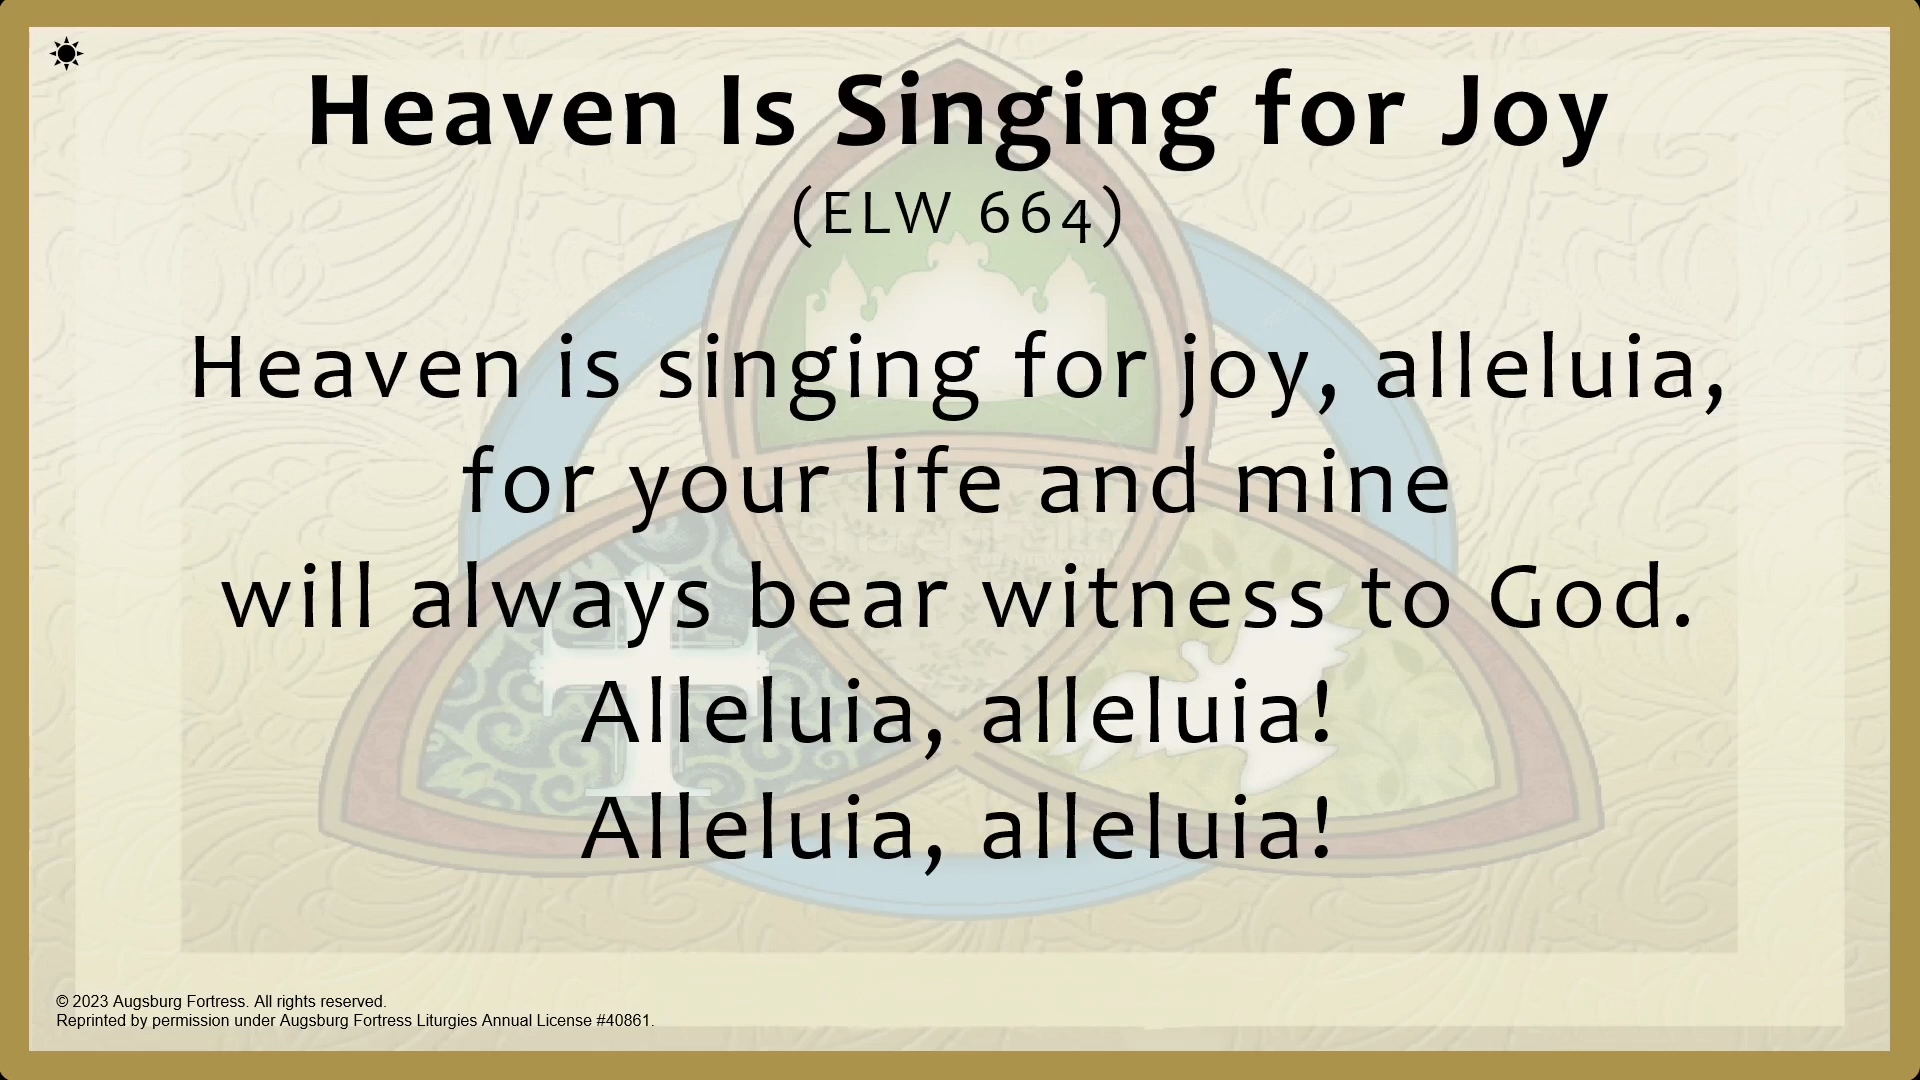 Heaven Is Singing for Joy
(ELW 664)
Heaven is singing for joy, alleluia,
for your life and mine
will always bear witness to God.
Alleluia, alleluia!
Alleluia, alleluia!
© 2023 Augsburg Fortress. All rights reserved.
Reprinted by permission under Augsburg Fortress Liturgies Annual License #40861.